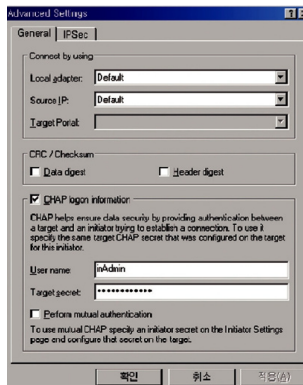 Advanced Settings
General
IPSec
Connect by using
Local adapter:
Default
Source IP:
Default
Target Portal:
CRC / Checksum
Data digest
Header digest
CHAP logon information
CHAP helps ensure data security by providing authentication between
a target and an initiator trying to establish a connection. To use it
specify the same target CHAP secret that was configured on the target
for this initiator.
User name
inAdmin
Target secret:
••••••••••••
Perform mutual authentication
To use mutual CHAP specify an initiator secret on the Initiator Settings
page and configure that secret on the target.
확인
취소
적용(A)